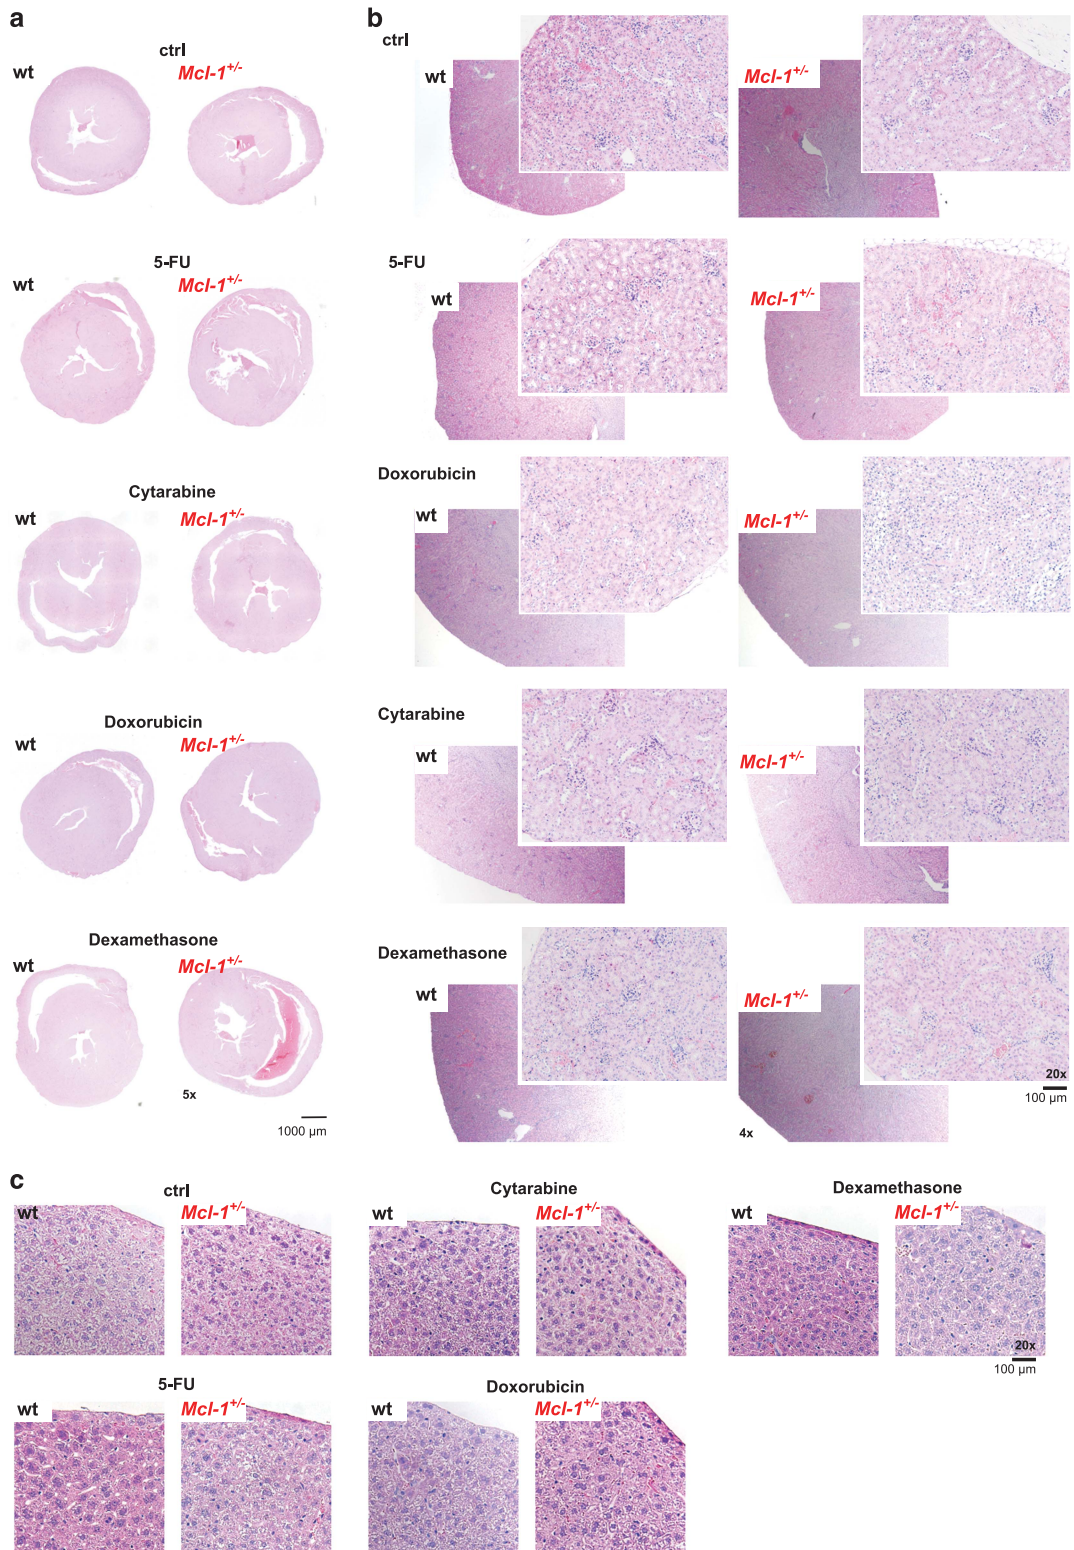 a
ctrl
wt
Mcl-1+/-
5-FU
wt
Mcl-1+/-
Cytarabine
wt
Mcl-1+/-
Doxorubicin
wt
Mcl-1+/-
Dexamethasone
wt
Mcl-1+/-
5x
1000 µm
b
ctrl
wt
Mcl-1+/-
5-FU
wt
Mcl-1+/-
Doxorubicin
wt
Mcl-1+/-
Cytarabine
wt
Mcl-1+/-
Dexamethasone
wt
Mcl-1+/-
20x
100 µm
4x
c
ctrl
wt
Mcl-1+/-
Cytarabine
wt
Mcl-1+/-
Dexamethasone
wt
Mcl-1+/-
20x
100 µm
5-FU
wt
Mcl-1+/-
Doxorubicin
wt
Mcl-1+/-